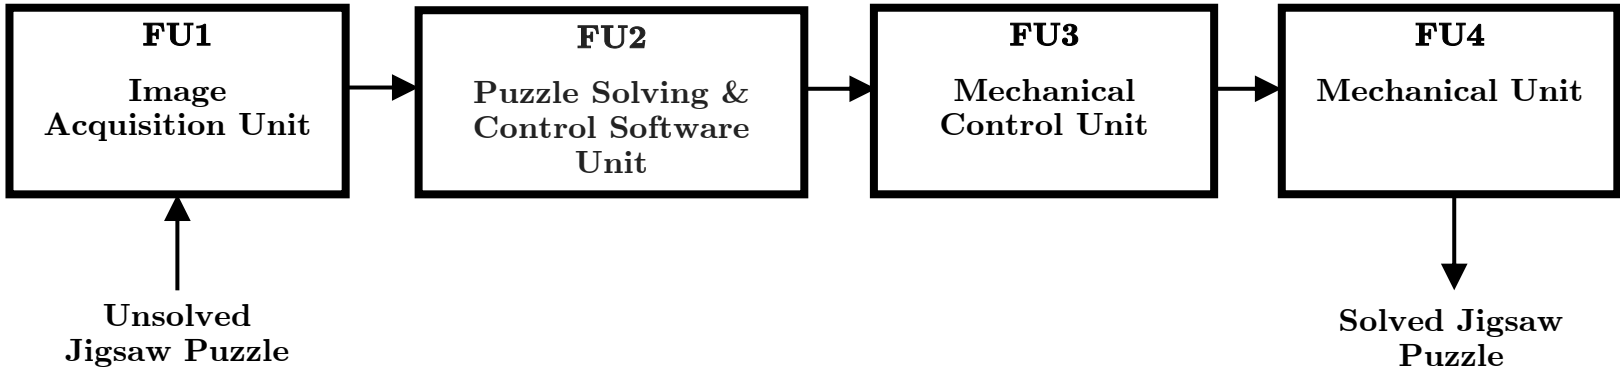 FU1
Image
Acquisition Unit
FU2
Puzzle Solving &
Control Software
Unit
FU3
Mechanical
Control Unit
FU4
Mechanical Unit
Unsolved
Jigsaw Puzzle
Solved Jigsaw
Puzzle